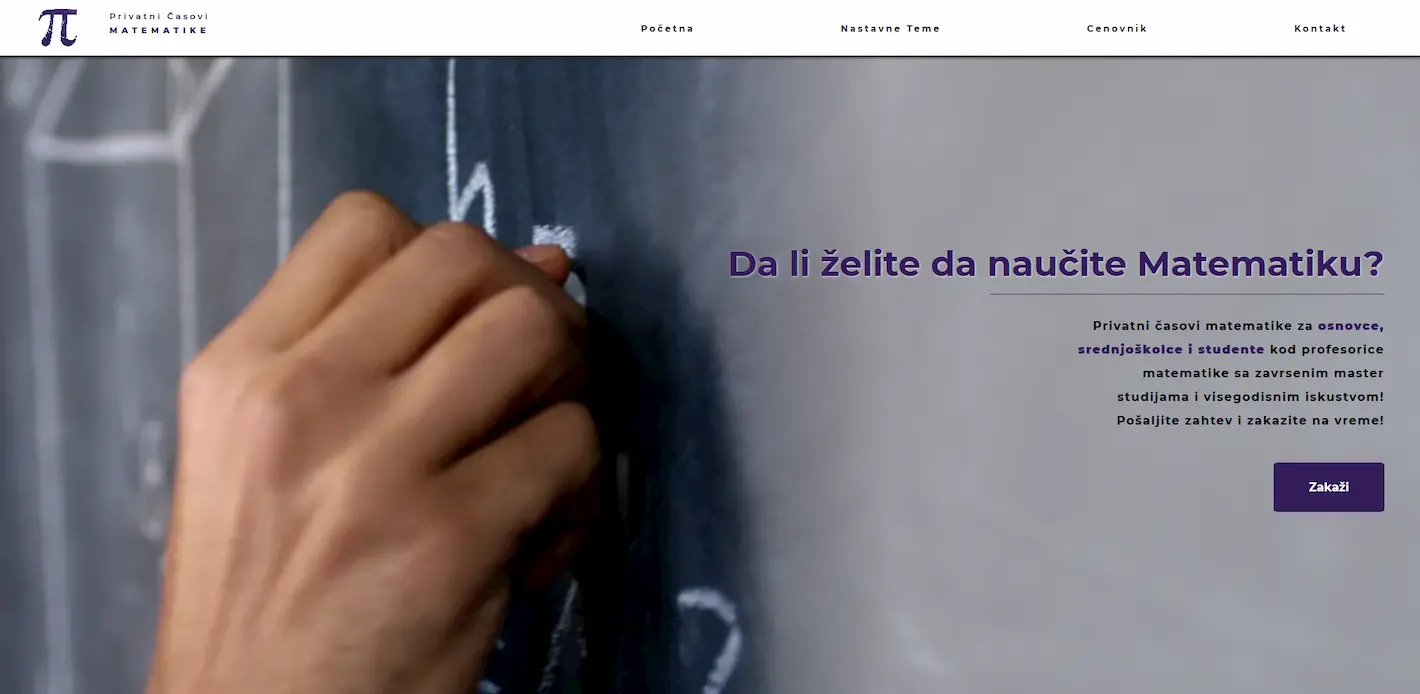 π
Privatni Časovi
MATEMATIKE
Početna
Nastavne Teme
Cenovnik
Kontakt
Da li želite da naučite Matematiku?
Privatni časovi matematike za osnovce,
srednjoškolce i studente kod profesorice
matematike sa zavrsenim master
studijama i visegodisnim iskustvom!
Pošaljite zahtev i zakazite na vreme!
Zakaži